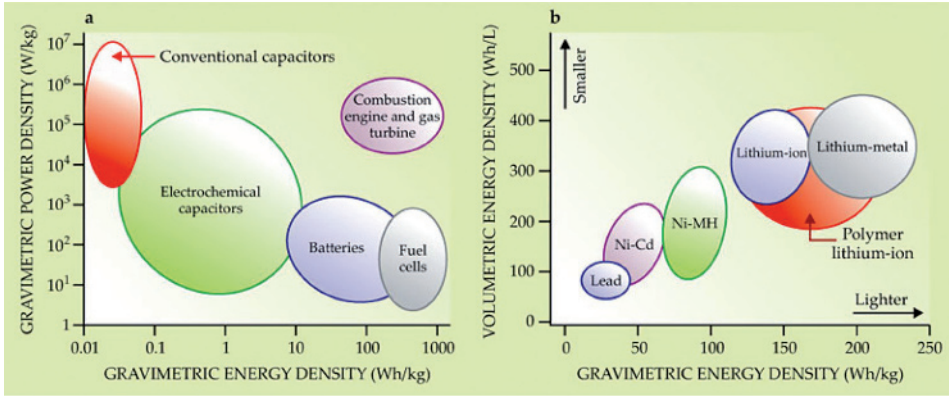 a
GRAVIMETRIC POWER DENSITY (W/kg)
10⁷
10⁶
10⁵
10⁴
10³
10²
10¹
1
Conventional capacitors
Combustion
engine and gas
turbine
Electrochemical
capacitors
Batteries
Fuel
cells
0.01
0.1
1
10
100
1000
GRAVIMETRIC ENERGY DENSITY (Wh/kg)
b
VOLUMETRIC ENERGY DENSITY (Wh/L)
500
400
300
200
100
0
Smaller
Lithium-ion
Lithium-metal
Ni-MH
Ni-Cd
Lead
Polymer
lithium-ion
Lighter
0
50
100
150
200
250
GRAVIMETRIC ENERGY DENSITY (Wh/kg)